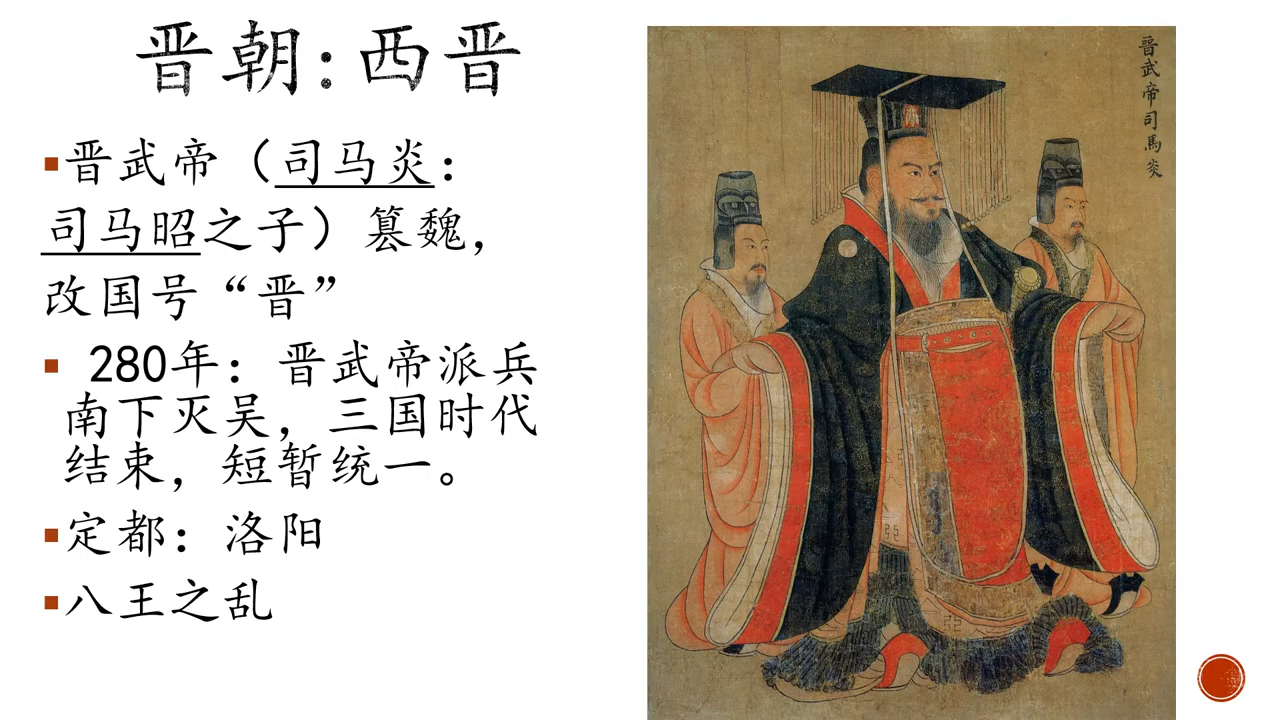 晋朝:西晋
▪晋武帝（司马炎：
司马昭之子）篡魏，
改国号“晋”
▪ 280年：晋武帝派兵
南下灭吴，三国时代
结束，短暂统一。
▪定都：洛阳
▪八王之乱
晉武帝司馬炎